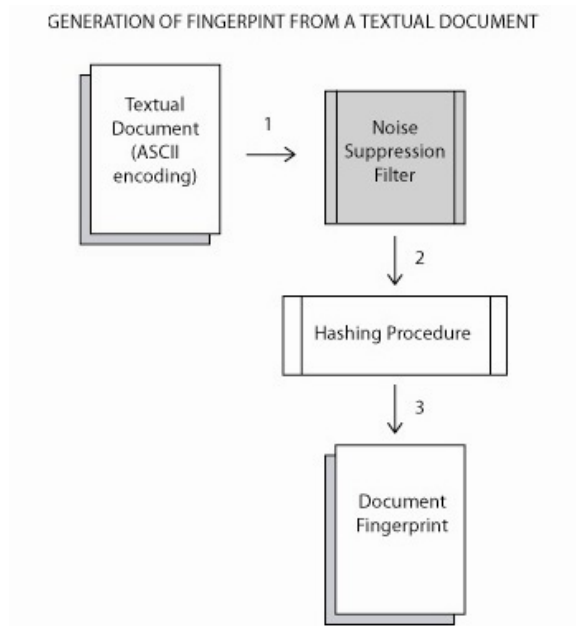 GENERATION OF FINGERPINT FROM A TEXTUAL DOCUMENT
Textual
Document
(ASCII
encoding)
1
Noise
Suppression
Filter
2
Hashing Procedure
3
Document
Fingerprint